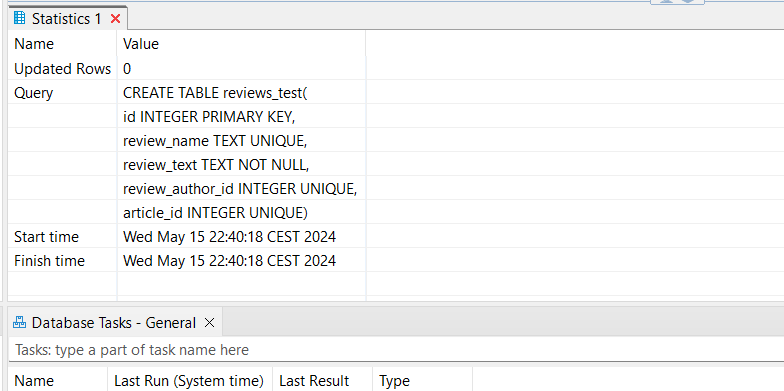 Statistics 1
Name Value
Updated Rows 0
Query CREATE TABLE reviews_test(
id INTEGER PRIMARY KEY,
review_name TEXT UNIQUE,
review_text TEXT NOT NULL,
review_author_id INTEGER UNIQUE,
article_id INTEGER UNIQUE)
Start time Wed May 15 22:40:18 CEST 2024
Finish time Wed May 15 22:40:18 CEST 2024
Database Tasks - General
Tasks: type a part of task name here
Name Last Run (System time) Last Result Type